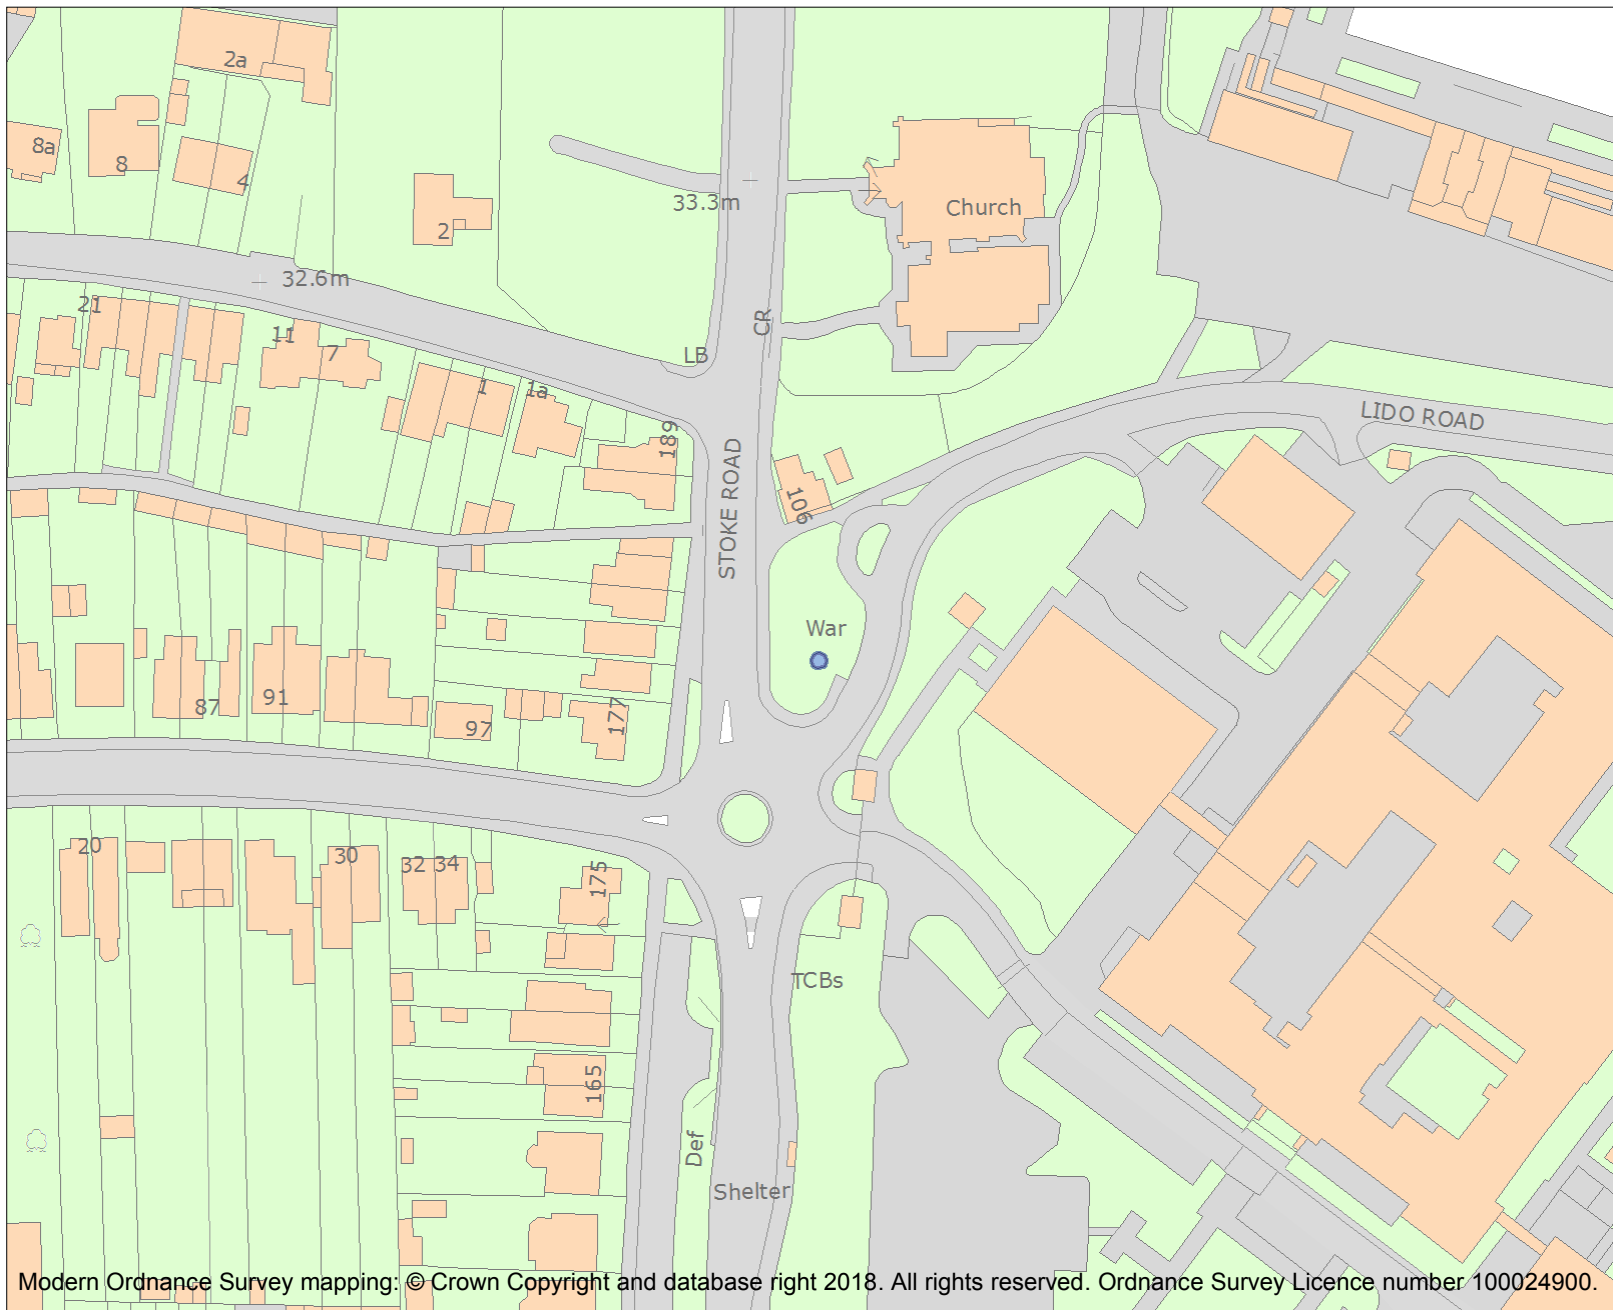 2a
8a
8
4
33.3m
Church
2
32.6m
21
11
7
CR
LB
1
1a
189
LIDO ROAD
STOKE ROAD
106
War
87
91
97
177
20
30
32
34
175
TCBs
165
Def
Shelter
Modern Ordnance Survey mapping: © Crown Copyright and database right 2018. All rights reserved. Ordnance Survey Licence number 100024900.